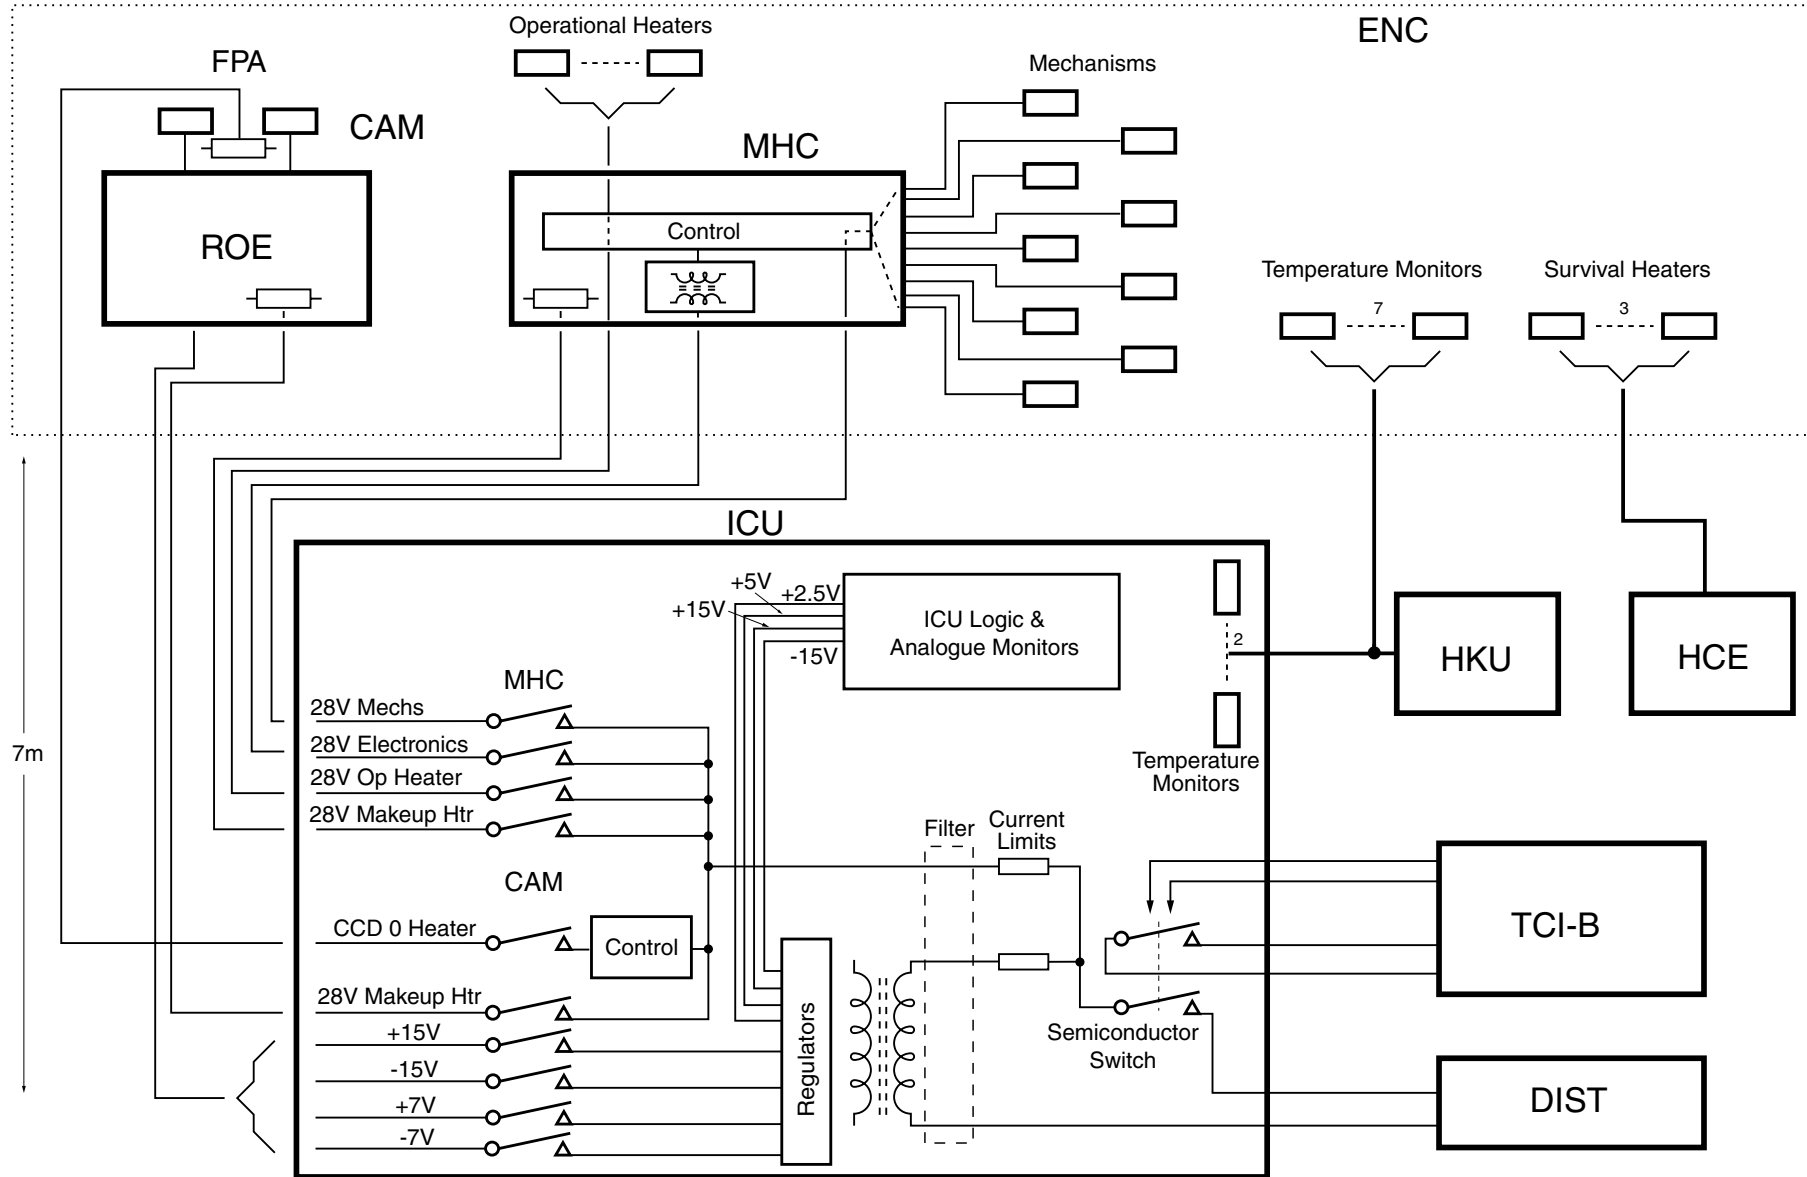 Operational Heaters
ENC
FPA
Mechanisms
CAM
MHC
ROE
Control
Temperature Monitors
7
Survival Heaters
3
ICU
+5V
+2.5V
+15V
-15V
ICU Logic &
Analogue Monitors
2
HKU
HCE
MHC
28V Mechs
28V Electronics
28V Op Heater
28V Makeup Htr
7m
Temperature
Monitors
Filter
Current
Limits
CAM
CCD 0 Heater
Control
TCI-B
28V Makeup Htr
+15V
-15V
+7V
-7V
Regulators
Semiconductor
Switch
DIST